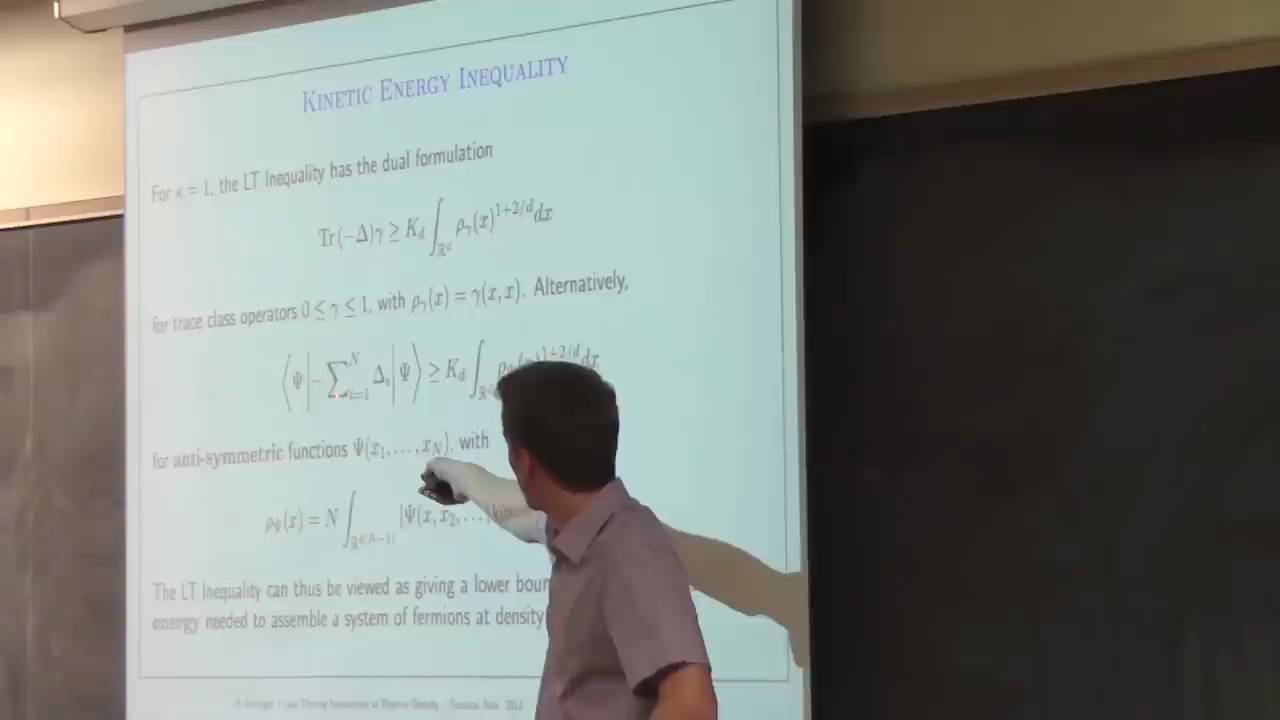 KINETIC ENERGY INEQUALITY
For κ = 1, the LT Inequality has the dual formulation
Tr(−Δ)γ ≥ K_d ∫_{ℝ^d} ρ_γ(x)^{1+2/d} dx
for trace class operators 0 ≤ γ ≤ 1, with ρ_γ(x) = γ(x, x). Alternatively,
⟨Ψ| − ∑_{i=1}^N Δ_i |Ψ⟩ ≥ K_d ∫ )^{1+2/d} dx
for anti-symmetric functions Ψ(x_1, . . . , x_N), with
ρ_Ψ(x) = N ∫_{ℝ^{d(N−1)}} |Ψ(x, x_2, . . .
The LT Inequality can thus be viewed as giving a lower
energy needed to assemble a system of fermions at density